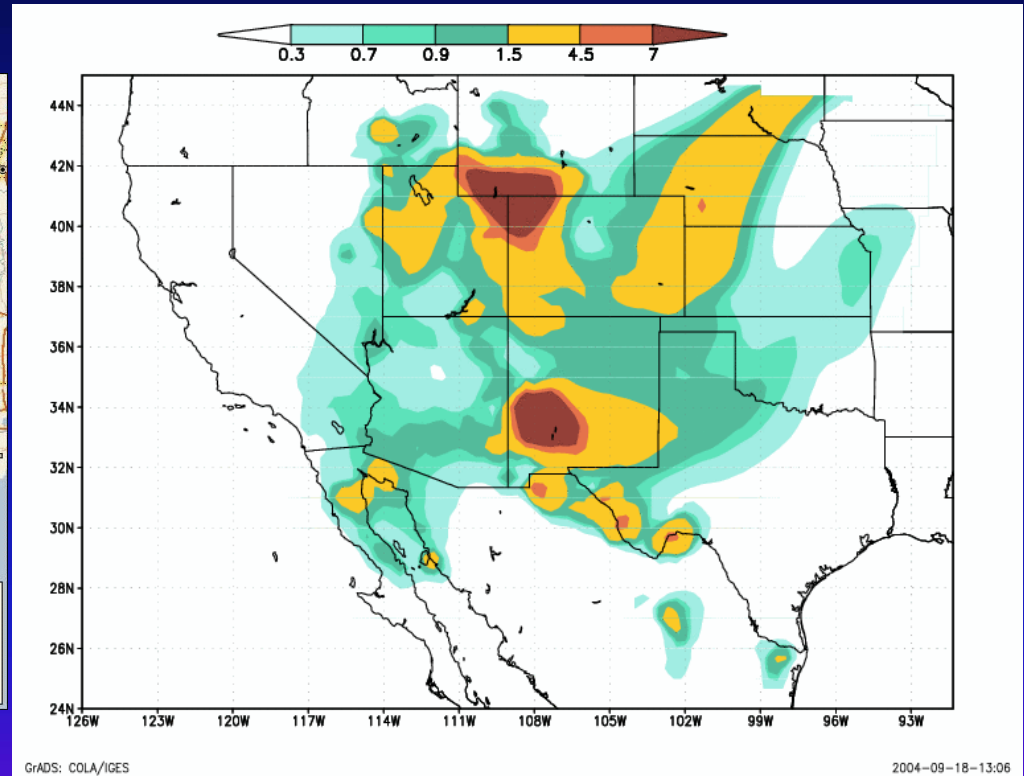 0.3 0.7 0.9 1.5 4.5 7
44N
42N
40N
38N
36N
34N
32N
30N
28N
26N
24N
126W 123W 120W 117W 114W 111W 108W 105W 102W 99W 96W 93W
GrADS: COLA/IGES 2004-09-18-13:06